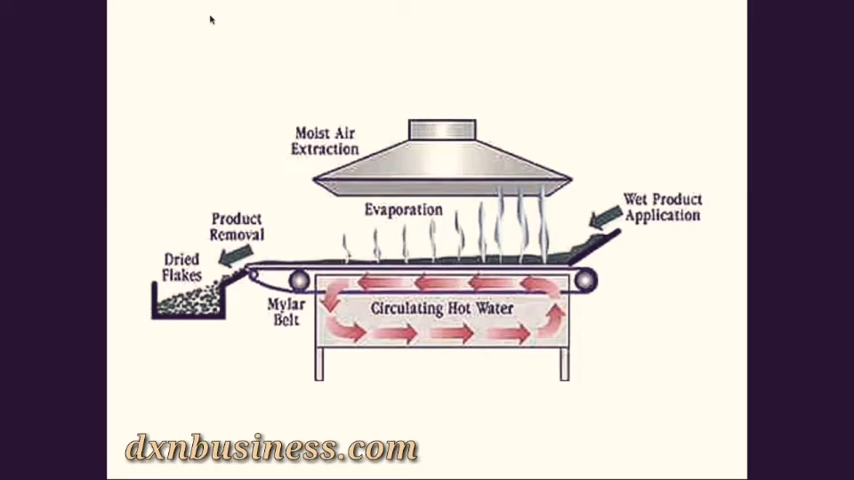 Moist Air
Extraction
Evaporation
Wet Product
Application
Product
Removal
Dried
Flakes
Mylar
Belt
Circulating Hot Water
dxnbusiness.com